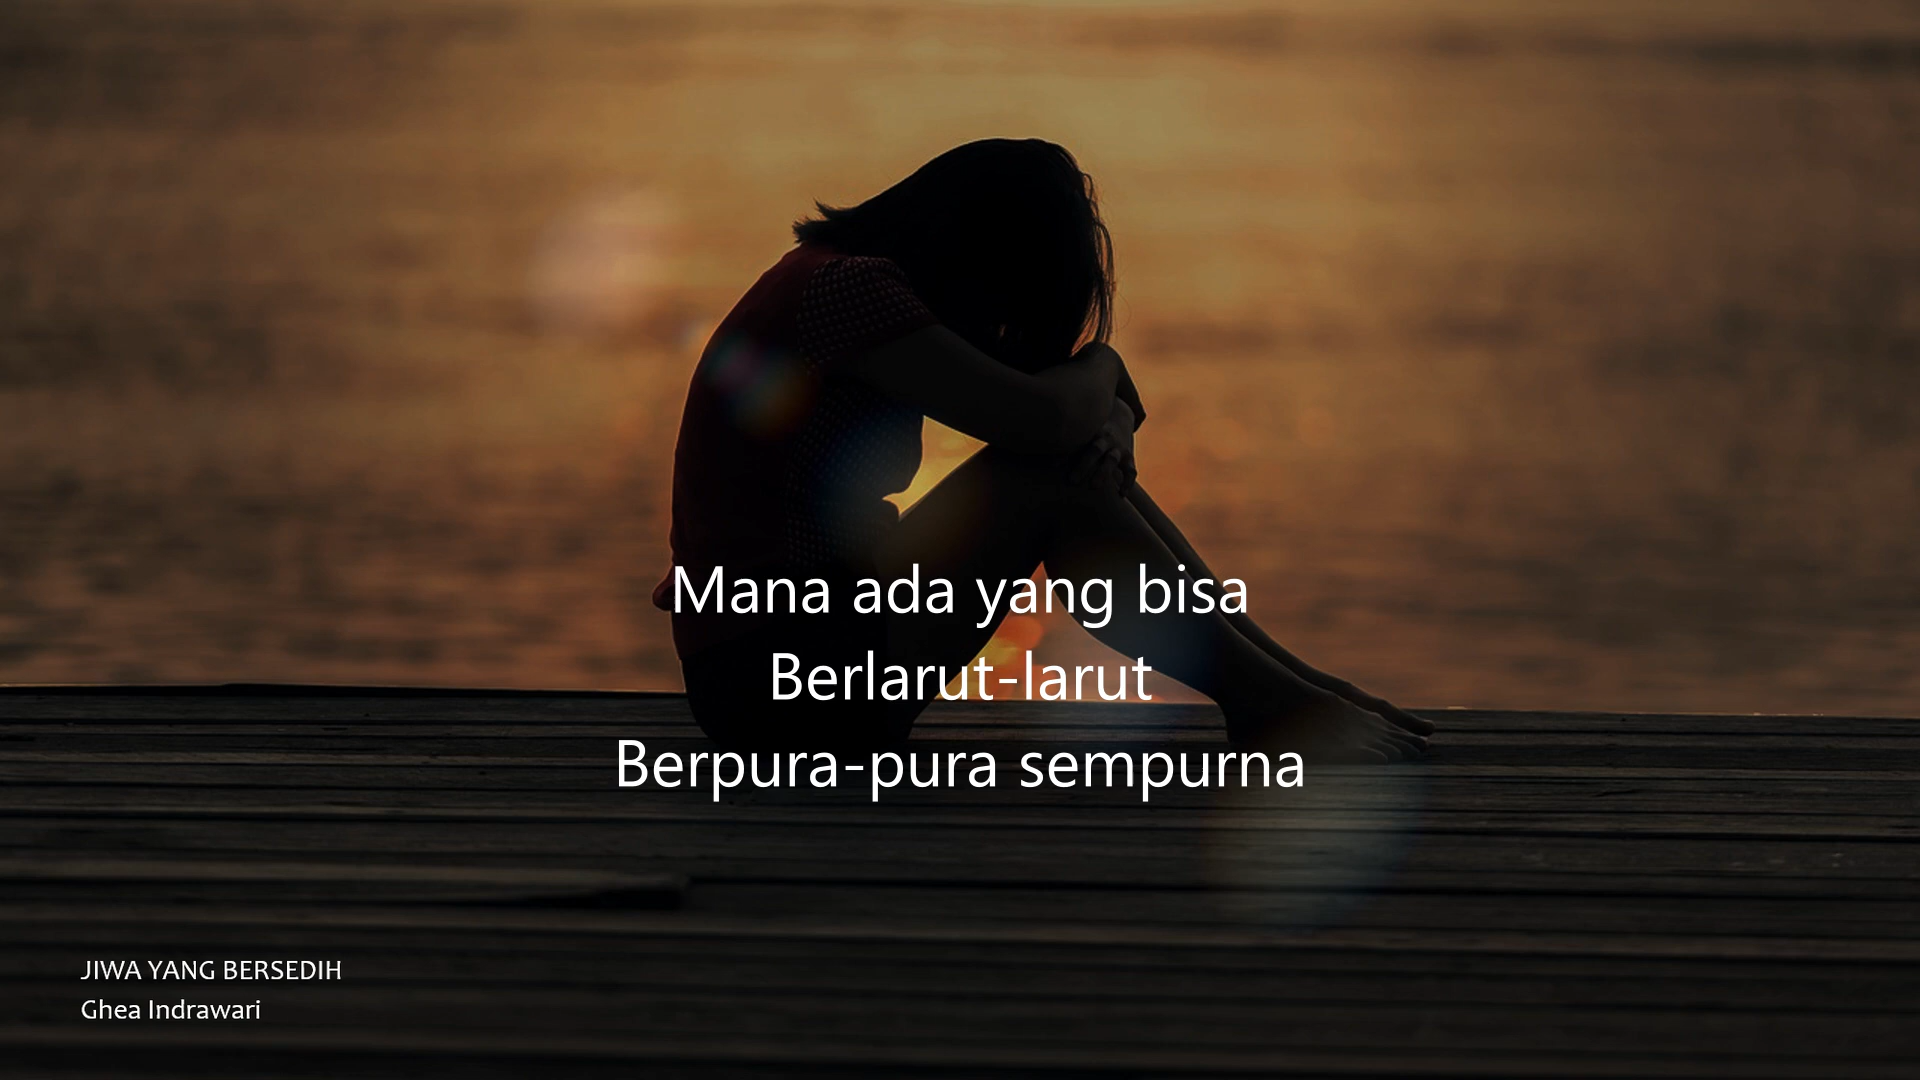 Mana ada yang bisa
Berlarut-larut
Berpura-pura sempurna
JIWA YANG BERSEDIH
Ghea Indrawari